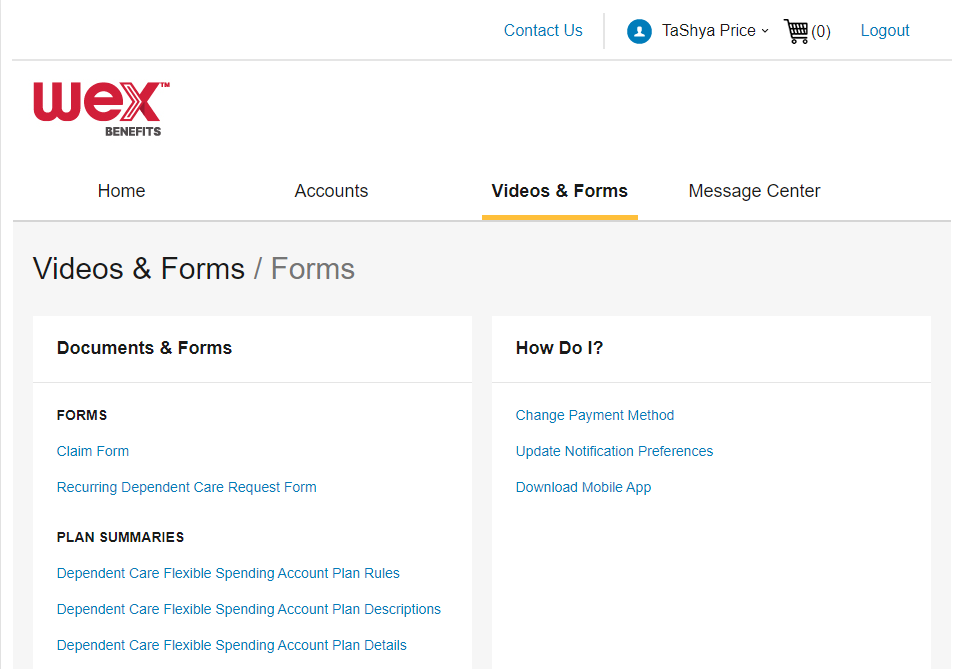 Contact Us
TaShya Price
(0)
Logout
wex™
BENEFITS
Home
Accounts
Videos & Forms
Message Center
Videos & Forms / Forms
Documents & Forms
FORMS
Claim Form
Recurring Dependent Care Request Form
PLAN SUMMARIES
Dependent Care Flexible Spending Account Plan Rules
Dependent Care Flexible Spending Account Plan Descriptions
Dependent Care Flexible Spending Account Plan Details
How Do I?
Change Payment Method
Update Notification Preferences
Download Mobile App